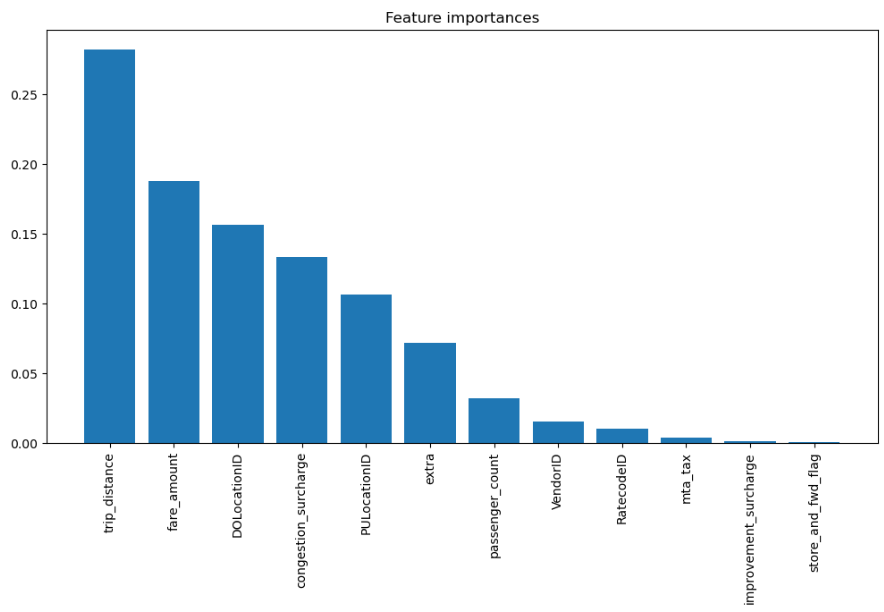 Feature importances
0.25
0.20
0.15
0.10
0.05
0.00
trip_distance
fare_amount
DOLocationID
congestion_surcharge
PULocationID
extra
passenger_count
VendorID
RatecodeID
mta_tax
improvement_surcharge
store_and_fwd_flag